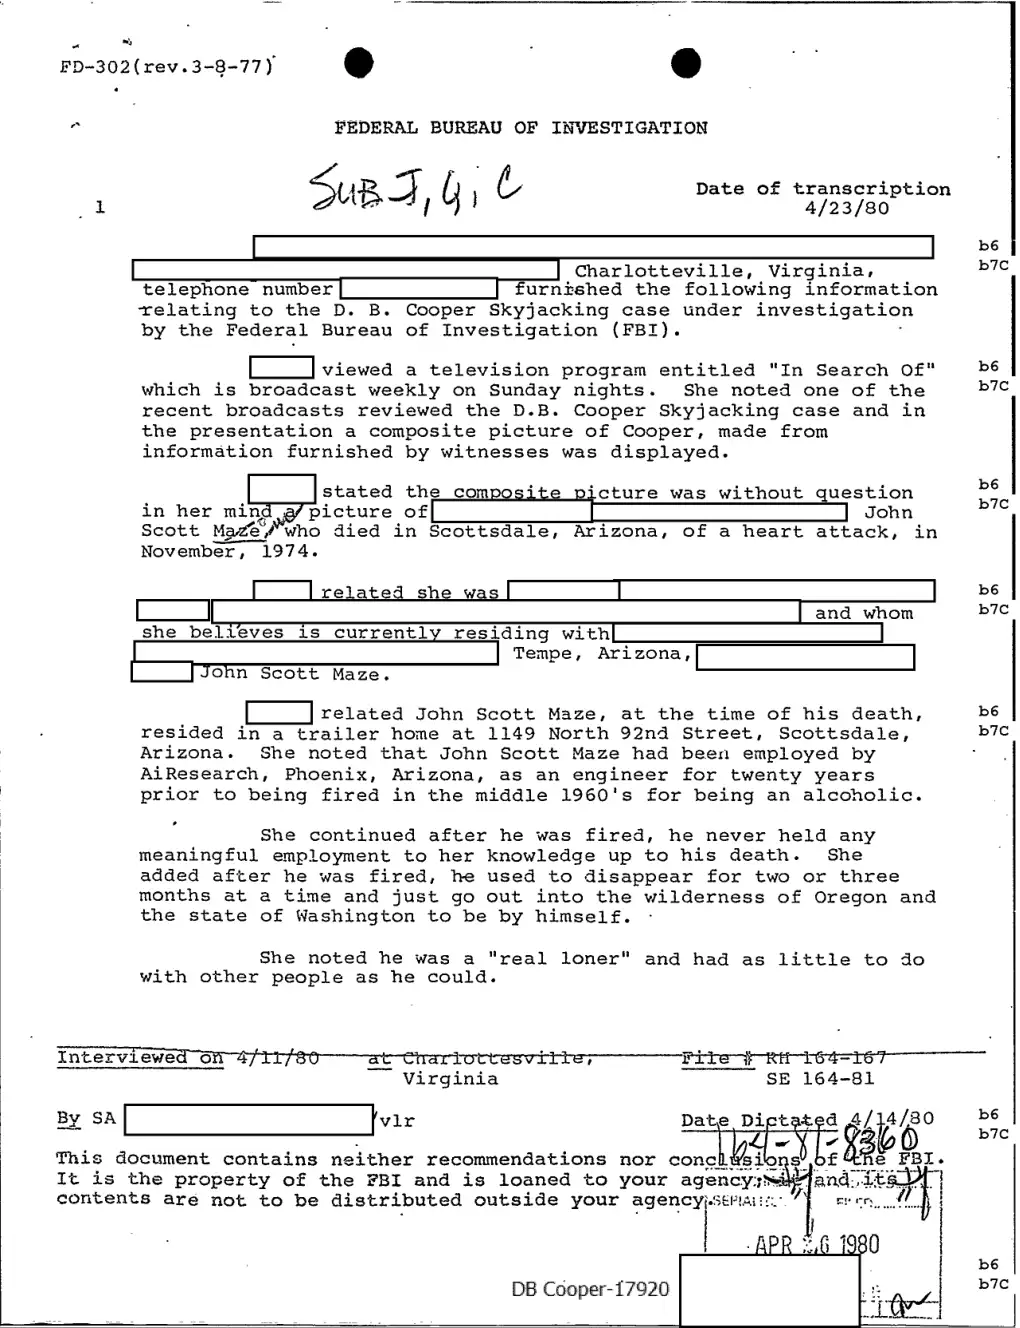 FD-302(rev.3-8-77)
FEDERAL BUREAU OF INVESTIGATION
SUB J, G, C
Date of transcription
1
4/23/80
b6
b7C
Charlotteville, Virginia,
telephone number furnished the following information
relating to the D. B. Cooper Skyjacking case under investigation
by the Federal Bureau of Investigation (FBI).
viewed a television program entitled "In Search Of" b6
which is broadcast weekly on Sunday nights. She noted one of the b7C
recent broadcasts reviewed the D.B. Cooper Skyjacking case and in
the presentation a composite picture of Cooper, made from
information furnished by witnesses was displayed.
stated the composite picture was without question b6
in her mind a picture of John b7C
Scott Maze, who died in Scottsdale, Arizona, of a heart attack, in
November, 1974.
related she was b6
and whom b7C
she believes is currently residing with
Tempe, Arizona,
John Scott Maze.
related John Scott Maze, at the time of his death, b6
resided in a trailer home at 1149 North 92nd Street, Scottsdale, b7C
Arizona. She noted that John Scott Maze had been employed by
AiResearch, Phoenix, Arizona, as an engineer for twenty years
prior to being fired in the middle 1960's for being an alcoholic.
She continued after he was fired, he never held any
meaningful employment to her knowledge up to his death. She
added after he was fired, he used to disappear for two or three
months at a time and just go out into the wilderness of Oregon and
the state of Washington to be by himself.
She noted he was a "real loner" and had as little to do
with other people as he could.
Interviewed on 4/11/80 at Charlottesville, File # RH 164-167
Virginia SE 164-81
By SA /vlr Date Dictated 4/14/80 b6
b7C
164-81-8360
This document contains neither recommendations nor conclusions of the FBI.
It is the property of the FBI and is loaned to your agency; it and its
contents are not to be distributed outside your agency.
APR 1980
b6
DB Cooper-17920 b7C